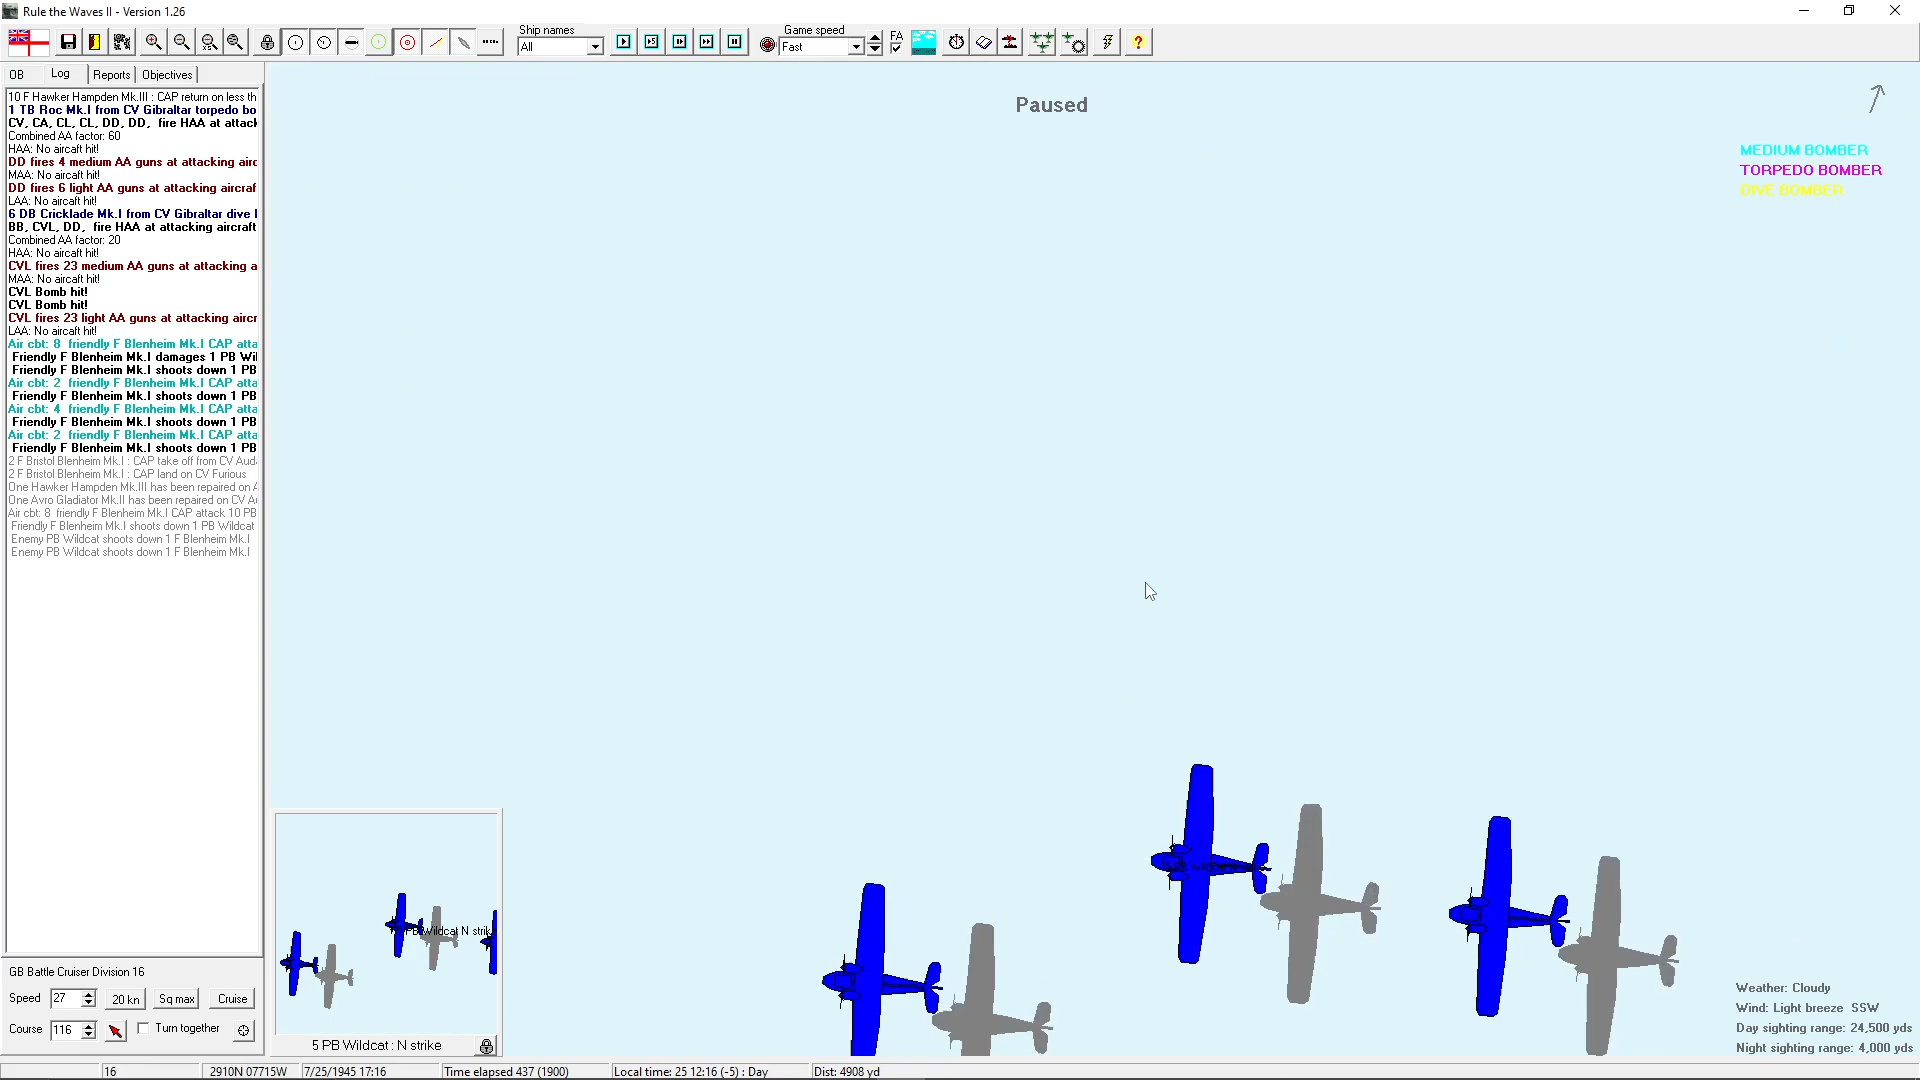 Rule the Waves II - Version 1.26
Ship names
All
Game speed
Fast
FA
OB
Log
Reports
Objectives
10 F Hawker Hampden Mk.III : CAP return on less th
1 TB Roc Mk.I from CV Gibraltar torpedo bo
CV, CA, CL, CL, DD, DD, fire HAA at attack
Combined AA factor: 60
HAA: No aircaft hit!
DD fires 4 medium AA guns at attacking airc
MAA: No aircaft hit!
DD fires 6 light AA guns at attacking aircraf
LAA: No aircaft hit!
6 DB Cricklade Mk.I from CV Gibraltar dive
BB, CVL, DD, fire HAA at attacking aircraft
Combined AA factor: 20
HAA: No aircaft hit!
CVL fires 23 medium AA guns at attacking a
MAA: No aircaft hit!
CVL Bomb hit!
CVL Bomb hit!
CVL fires 23 light AA guns at attacking aircr
LAA: No aircaft hit!
Air cbt: 8 friendly F Blenheim Mk.I CAP atta
Friendly F Blenheim Mk.I damages 1 PB Wil
Friendly F Blenheim Mk.I shoots down 1 PB
Air cbt: 2 friendly F Blenheim Mk.I CAP atta
Friendly F Blenheim Mk.I shoots down 1 PB
Air cbt: 4 friendly F Blenheim Mk.I CAP atta
Friendly F Blenheim Mk.I shoots down 1 PB
Air cbt: 2 friendly F Blenheim Mk.I CAP atta
Friendly F Blenheim Mk.I shoots down 1 PB
2 F Bristol Blenheim Mk.I : CAP take off from CV Aud
2 F Bristol Blenheim Mk.I : CAP land on CV Furious
One Hawker Hampden Mk.III has been repaired on
One Avro Gladiator Mk.II has been repaired on CV
Air cbt: 8 friendly F Blenheim Mk.I CAP attack 10 PB
Friendly F Blenheim Mk.I shoots down 1 PB Wildcat
Enemy PB Wildcat shoots down 1 F Blenheim Mk.I
Enemy PB Wildcat shoots down 1 F Blenheim Mk.I
Paused
MEDIUM BOMBER
TORPEDO BOMBER
DIVE BOMBER
PB Wildcat N strik
5 PB Wildcat : N strike
GB Battle Cruiser Division 16
Speed 27 20 kn Sq max Cruise
Course 116 Turn together
Weather: Cloudy
Wind: Light breeze SSW
Day sighting range: 24,500 yds
Night sighting range: 4,000 yds
16 2910N 07715W 7/25/1945 17:16 Time elapsed 437 (1900) Local time: 25 12:16 (-5) : Day Dist: 4908 yd